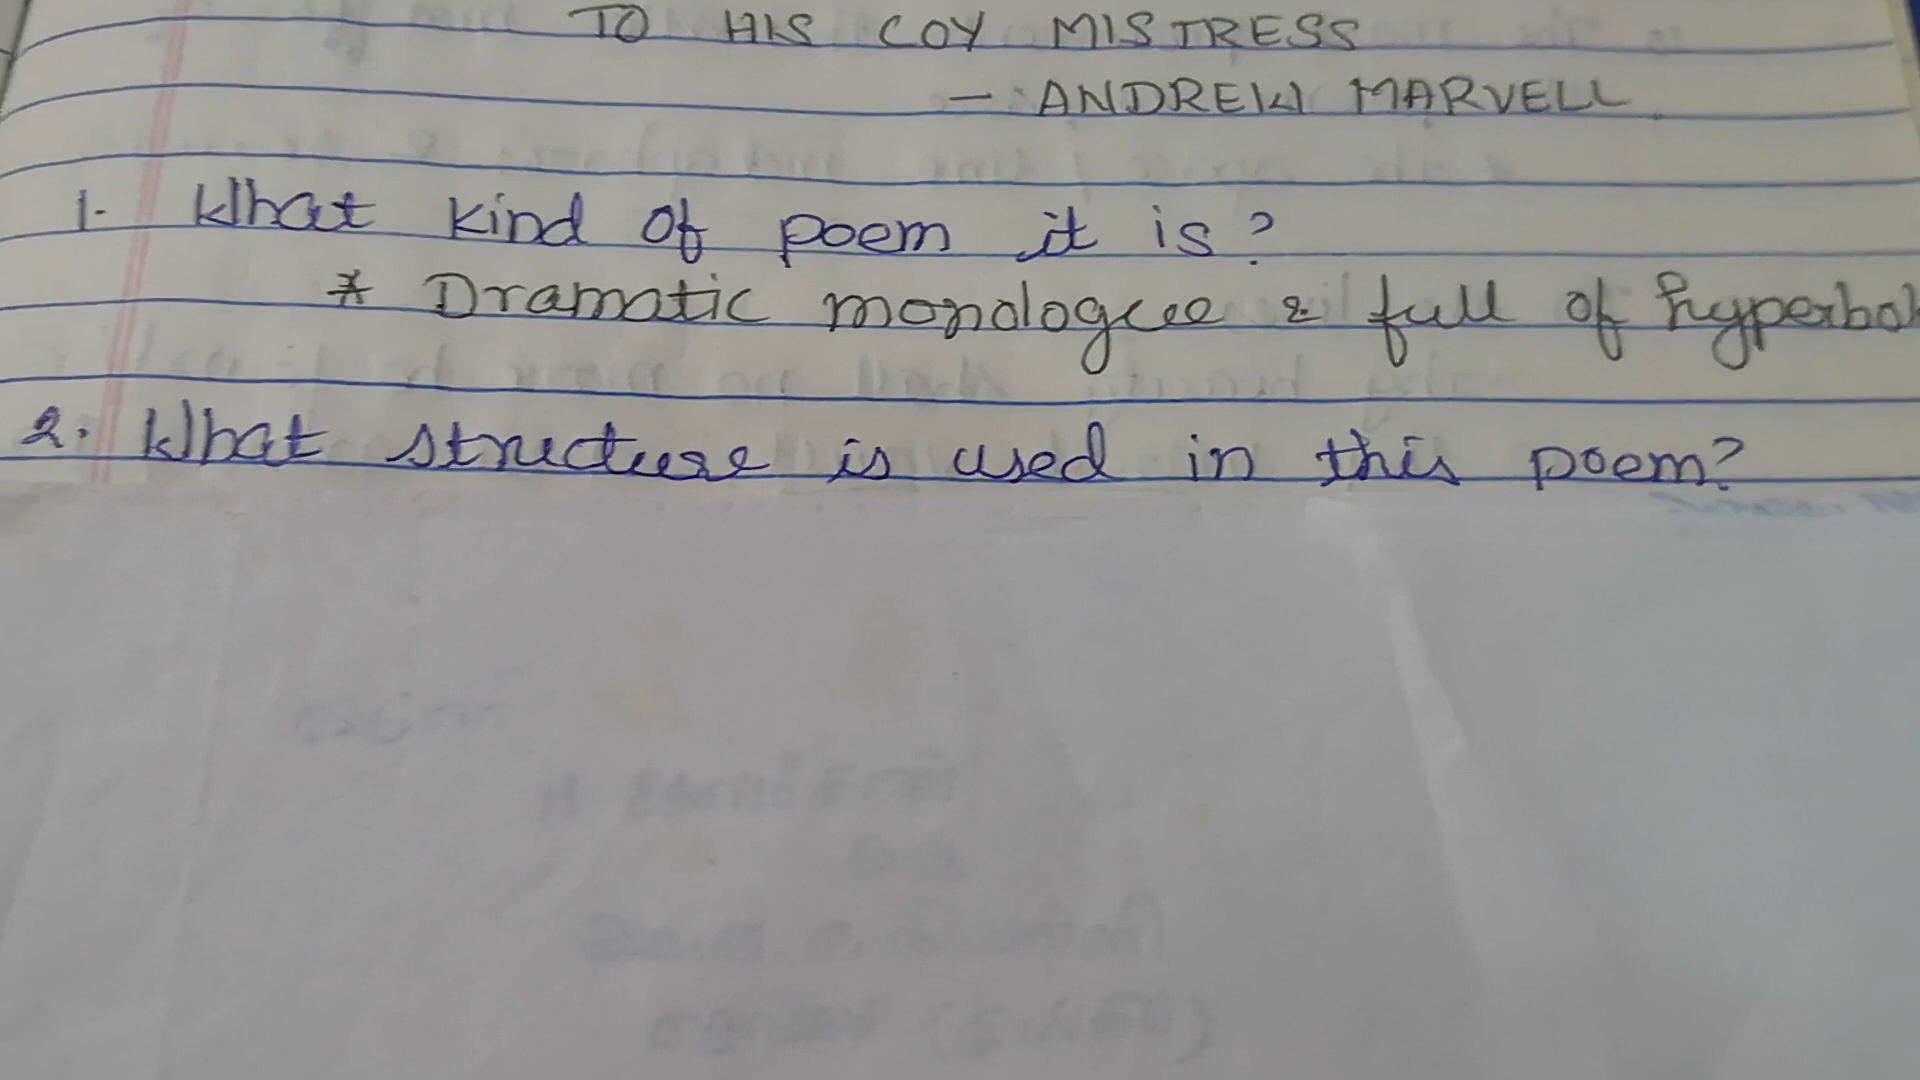 TO HIS COY MISTRESS
- ANDREW MARVELL
1. What kind of poem it is?
* Dramatic monologue & full of hyperbol
2. What structure is used in this poem?